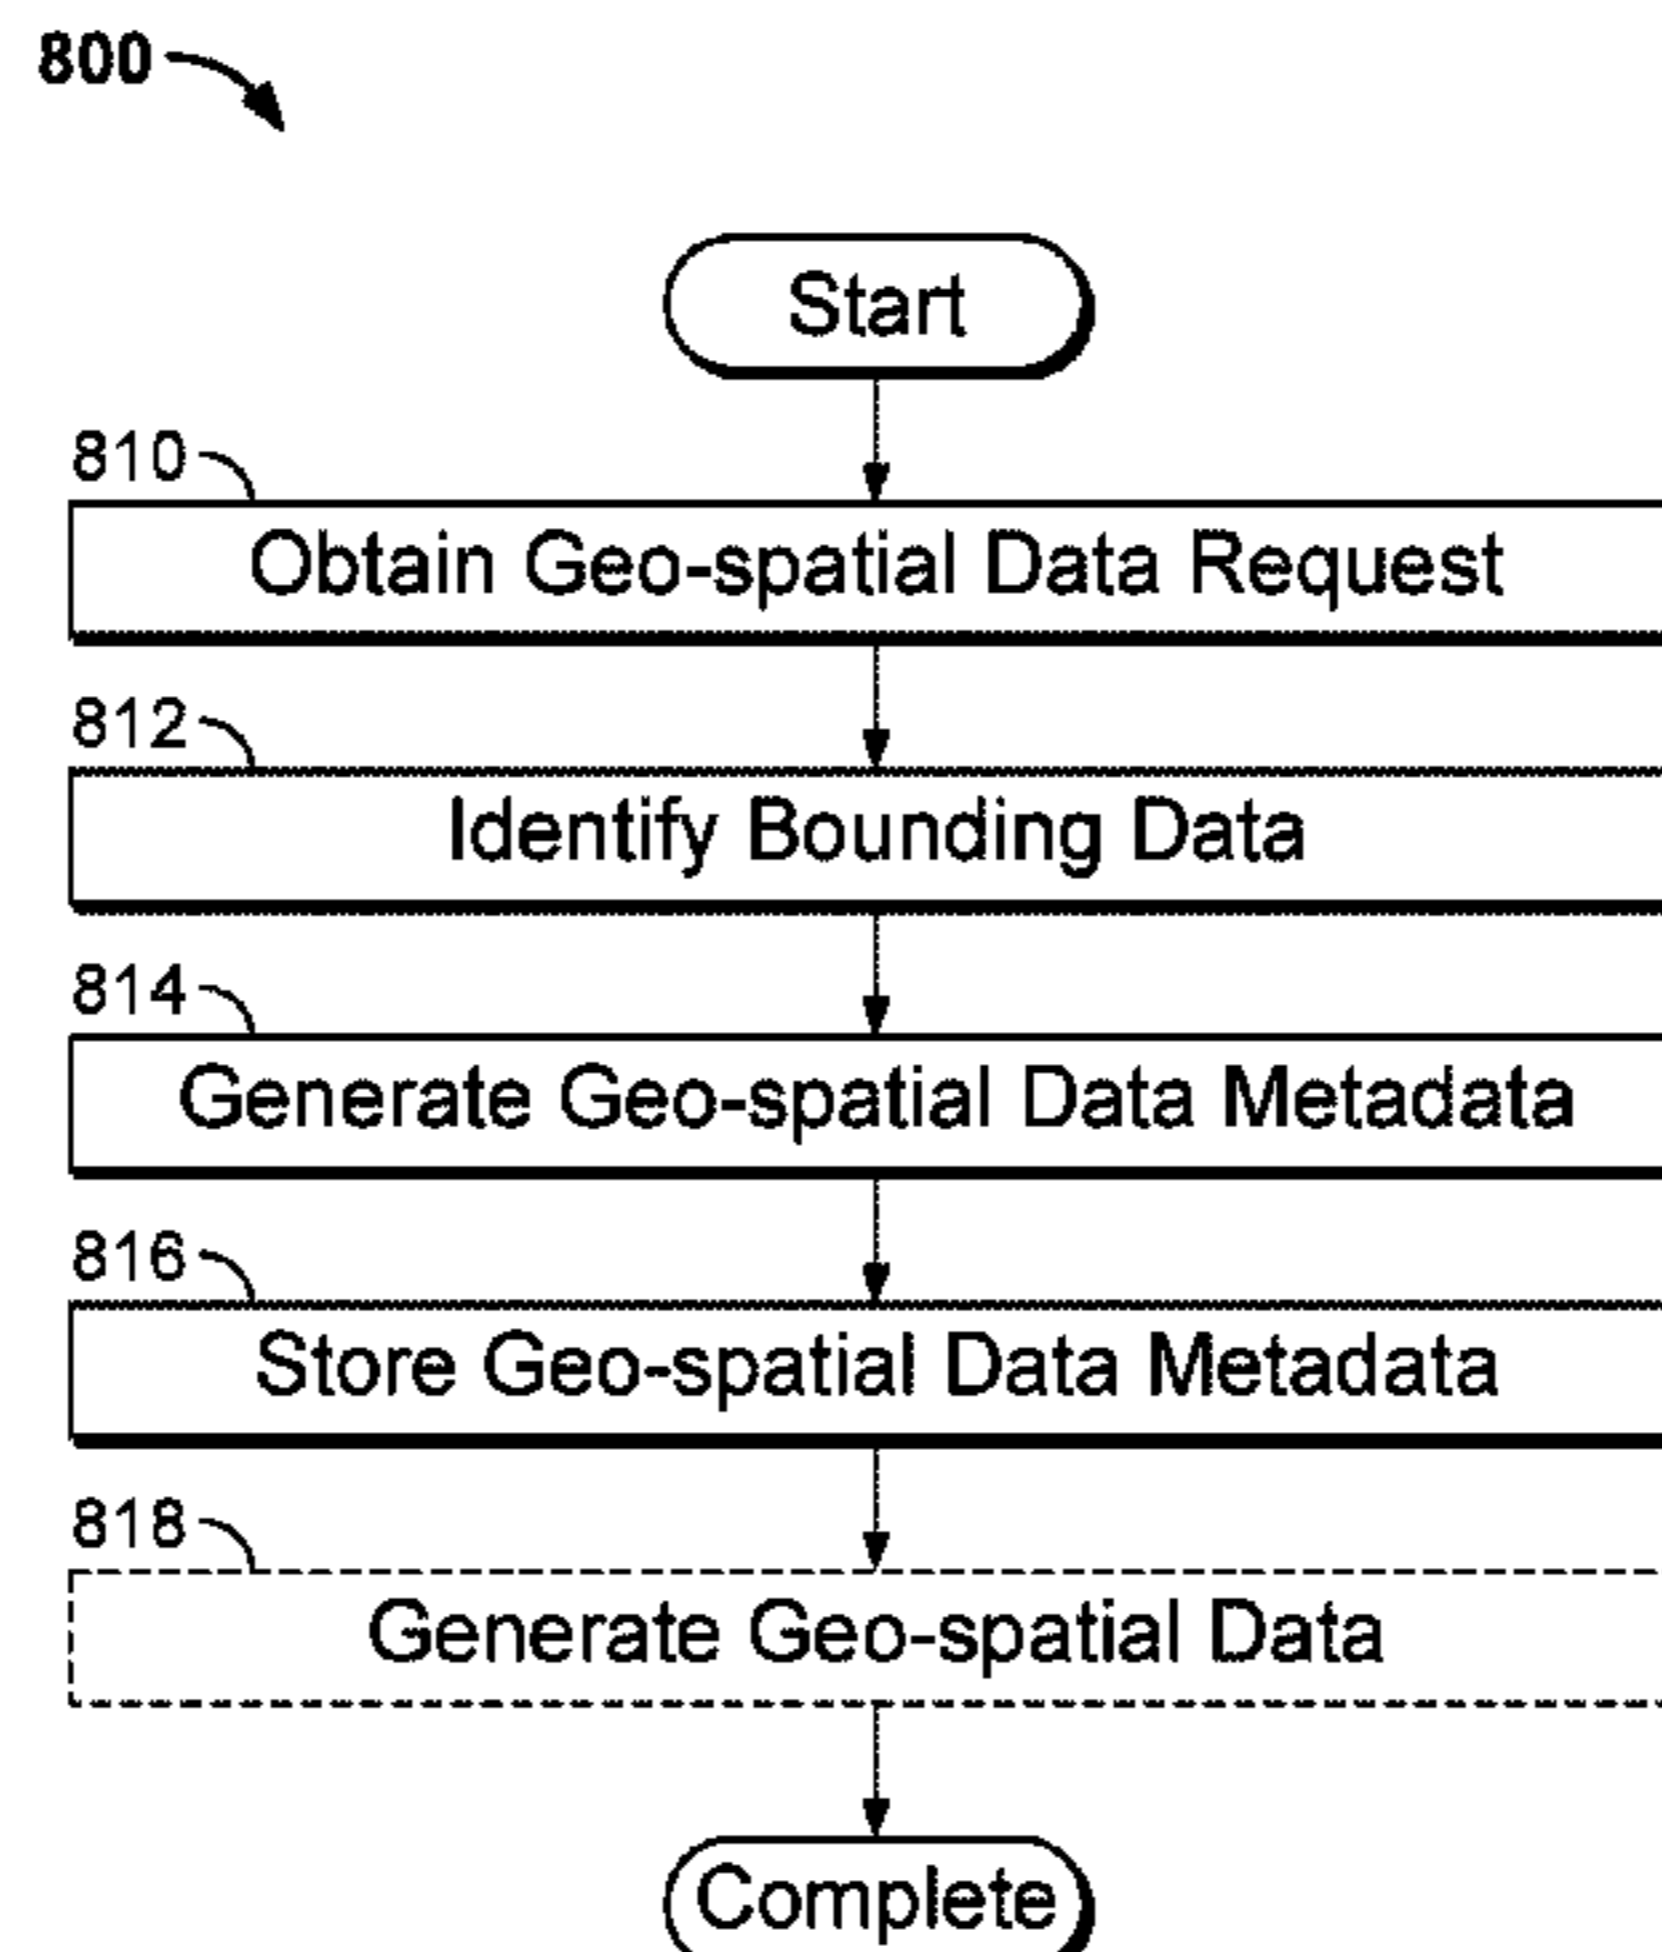 800
Start
810
Obtain Geo-spatial Data Request
812
Identify Bounding Data
814
Generate Geo-spatial Data Metadata
816
Store Geo-spatial Data Metadata
818
Generate Geo-spatial Data
Complete